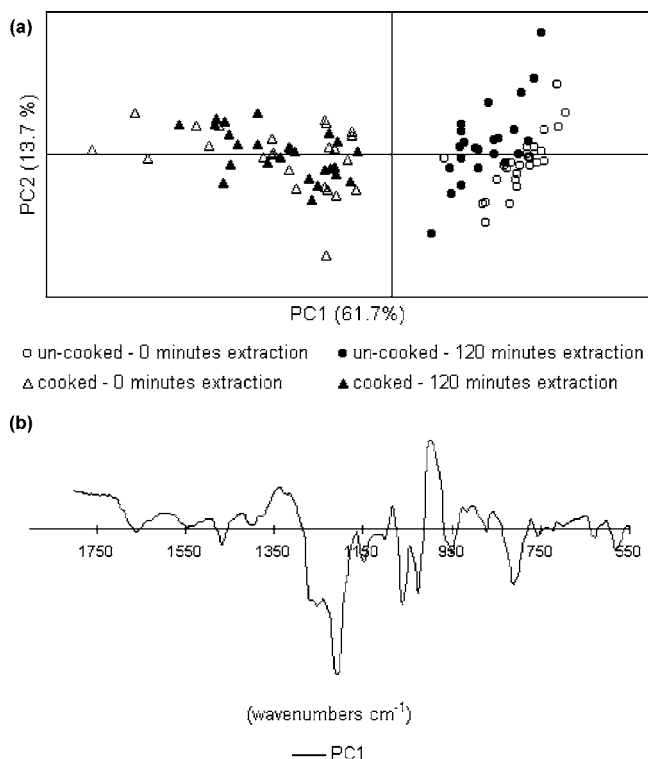 (a)
PC2 (13.7 %)
PC1 (61.7%)
un-cooked - 0 minutes extraction
un-cooked - 120 minutes extraction
cooked - 0 minutes extraction
cooked - 120 minutes extraction
(b)
1750 1550 1350 1150 950 750 550
(wavenumbers cm⁻¹)
PC1